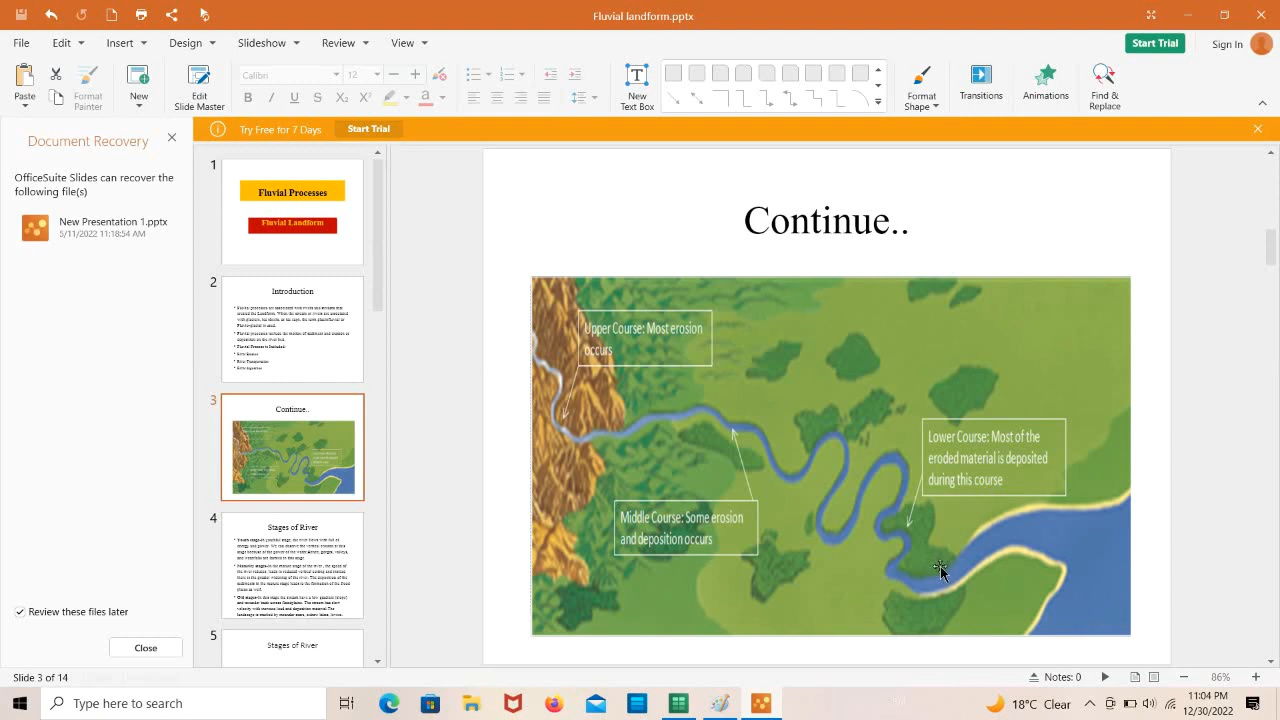 Fluvial landform.pptx
File Edit Insert Design Slideshow Review View Start Trial Sign In
Calibri 12
Paste Format Painter New Edit Slide Master
B I U S X₂ X²
New Text Box Format Shape Transitions Animations Find & Replace
Document Recovery
Try Free for 7 Days Start Trial
OfficeSuite Slides can recover the
following file(s)
New Presentation 1.pptx
5/11/2022 11:18:54 AM
View these files later
Close
1
Fluvial Processes
Fluvial Landform
2
Introduction
3
Continue..
4
Stages of River
5
Stages of River
Continue..
Upper Course: Most erosion
occurs
Lower Course: Most of the
eroded material is deposited
during this course
Middle Course: Some erosion
and deposition occurs
Slide 3 of 14 Notes: 0 86%
Type here to search 18°C Clear 11:04 PM
12/30/2022